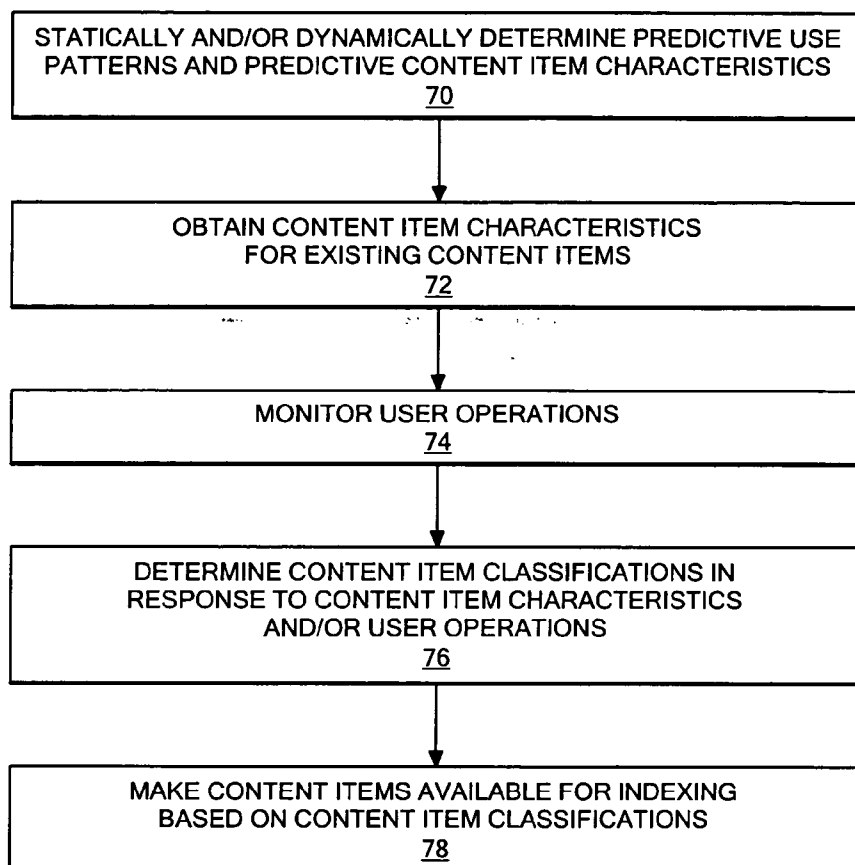 STATICALLY AND/OR DYNAMICALLY DETERMINE PREDICTIVE USE
PATTERNS AND PREDICTIVE CONTENT ITEM CHARACTERISTICS
70
OBTAIN CONTENT ITEM CHARACTERISTICS
FOR EXISTING CONTENT ITEMS
72
MONITOR USER OPERATIONS
74
DETERMINE CONTENT ITEM CLASSIFICATIONS IN
RESPONSE TO CONTENT ITEM CHARACTERISTICS
AND/OR USER OPERATIONS
76
MAKE CONTENT ITEMS AVAILABLE FOR INDEXING
BASED ON CONTENT ITEM CLASSIFICATIONS
78